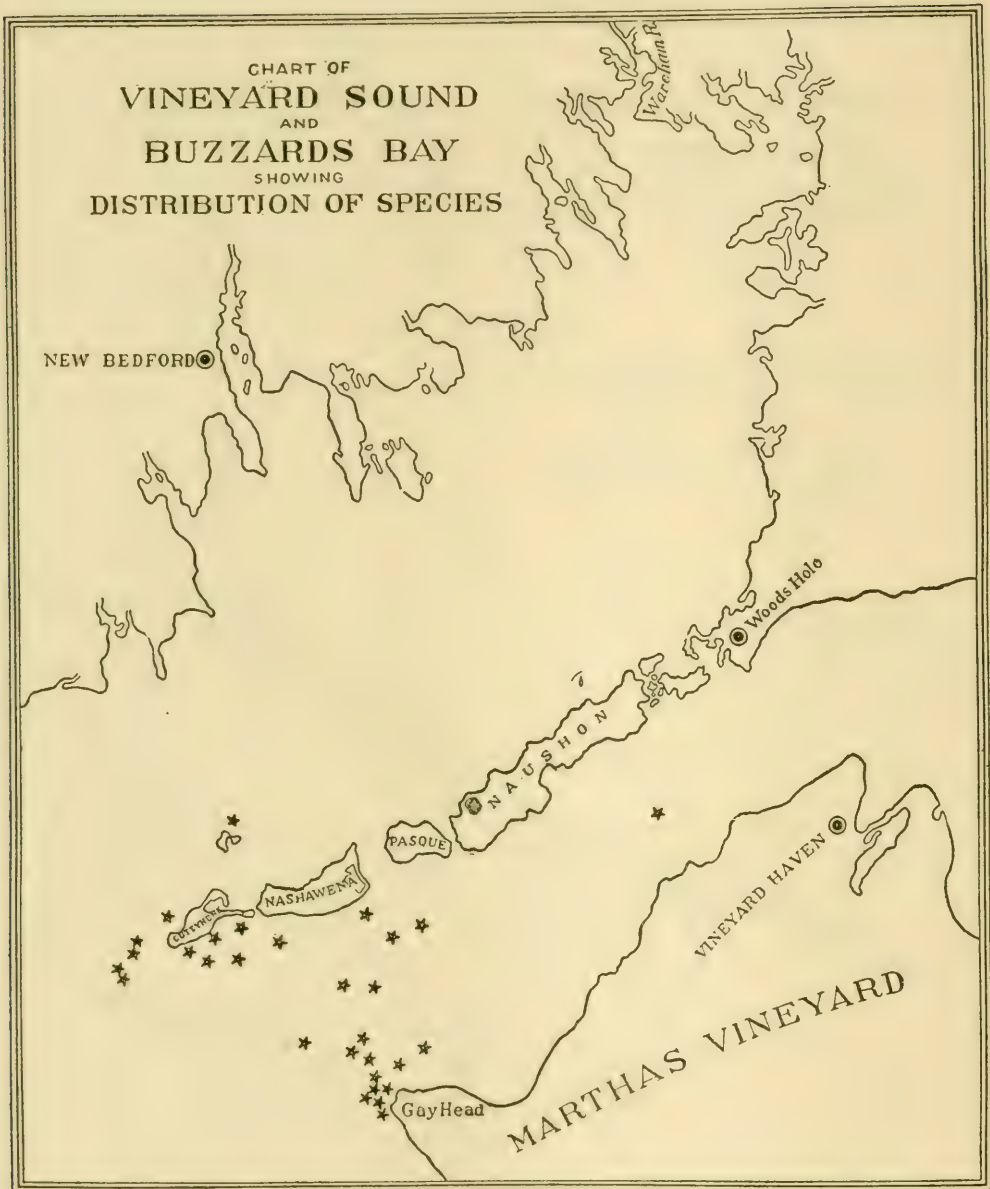 CHART OF
VINEYARD SOUND
AND
BUZZARDS BAY
SHOWING
DISTRIBUTION OF SPECIES
Wareham R.
NEW BEDFORD
Woods Hole
NAUSHON
PASQUE
NASHAWENA
CUTTYHUNK
VINEYARD HAVEN
MARTHAS VINEYARD
Gay Head